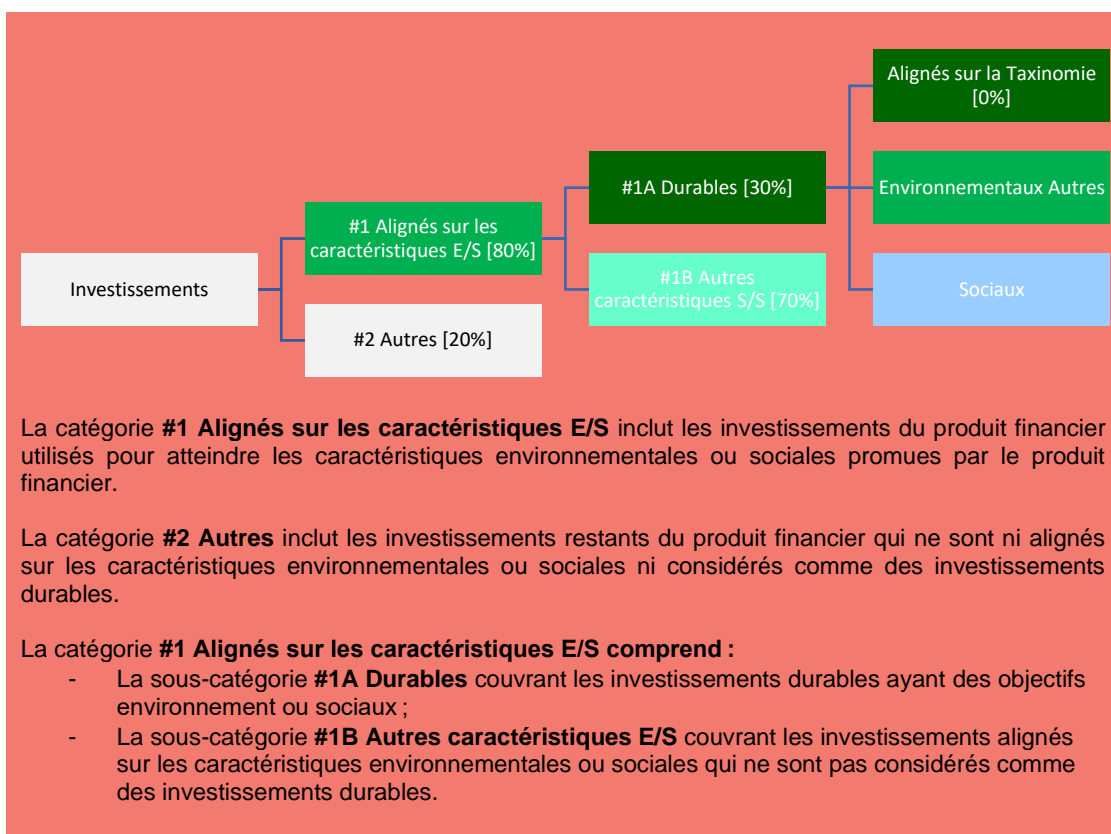 Alignés sur la Taxinomie
[0%]
#1A Durables [30%]
Environnementaux Autres
#1 Alignés sur les
caractéristiques E/S [80%]
Investissements
#1B Autres
caractéristiques S/S [70%]
Sociaux
#2 Autres [20%]
La catégorie #1 Alignés sur les caractéristiques E/S inclut les investissements du produit financier
utilisés pour atteindre les caractéristiques environnementales ou sociales promues par le produit
financier.
La catégorie #2 Autres inclut les investissements restants du produit financier qui ne sont ni alignés
sur les caractéristiques environnementales ou sociales ni considérés comme des investissements
durables.
La catégorie #1 Alignés sur les caractéristiques E/S comprend :
- La sous-catégorie #1A Durables couvrant les investissements durables ayant des objectifs
environnement ou sociaux ;
- La sous-catégorie #1B Autres caractéristiques E/S couvrant les investissements alignés
sur les caractéristiques environnementales ou sociales qui ne sont pas considérés comme
des investissements durables.